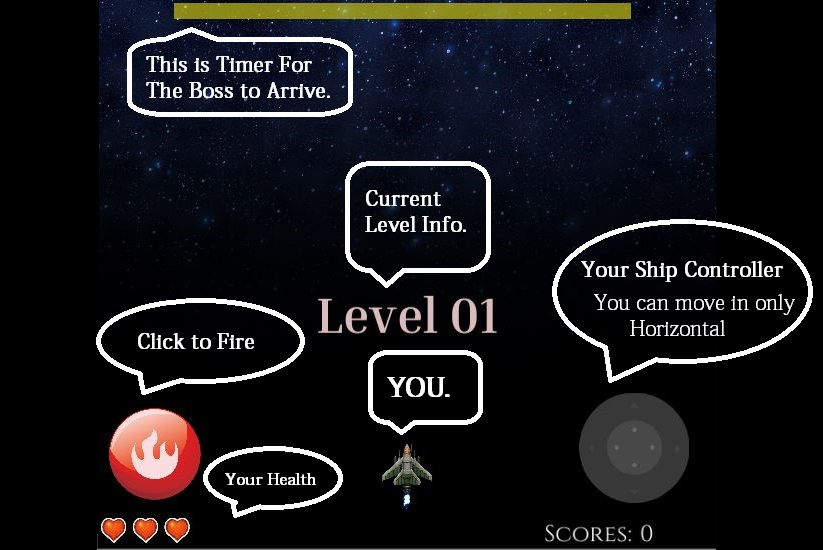 This is Timer For
The Boss to Arrive.
Current
Level Info.
Your Ship Controller
You can move in only
Horizontal
Level 01
Click to Fire
YOU.
Your Health
Scores: 0